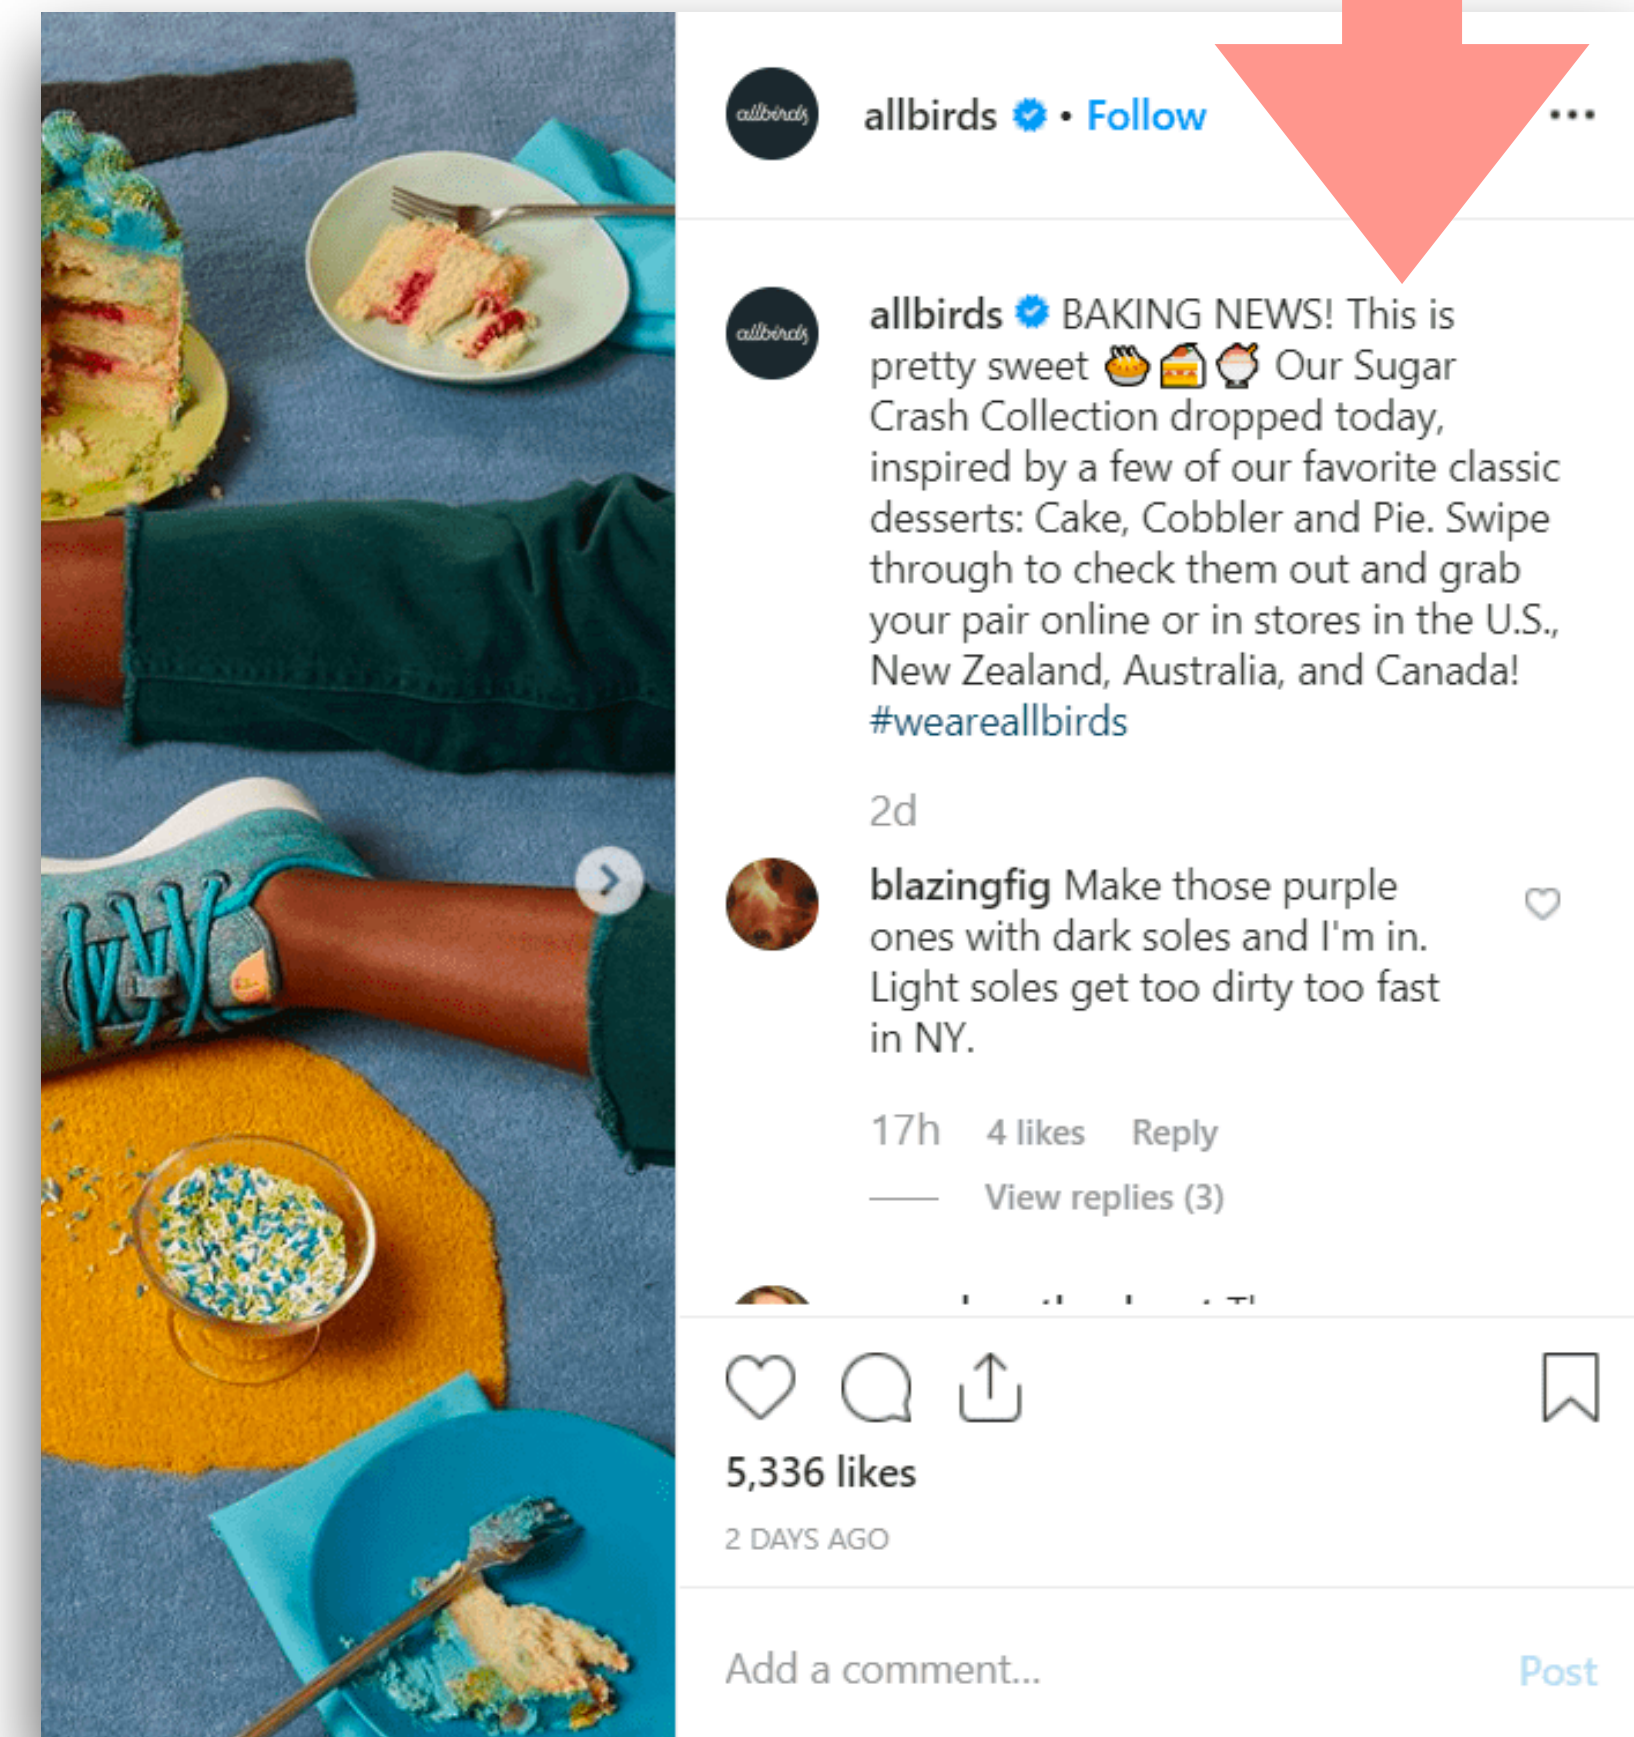 allbirds
allbirds • Follow
allbirds
allbirds BAKING NEWS! This is
pretty sweet 🥧🍰🍧 Our Sugar
Crash Collection dropped today,
inspired by a few of our favorite classic
desserts: Cake, Cobbler and Pie. Swipe
through to check them out and grab
your pair online or in stores in the U.S.,
New Zealand, Australia, and Canada!
#weareallbirds
2d
blazingfig Make those purple
ones with dark soles and I'm in.
Light soles get too dirty too fast
in NY.
17h 4 likes Reply
View replies (3)
5,336 likes
2 DAYS AGO
Add a comment... Post